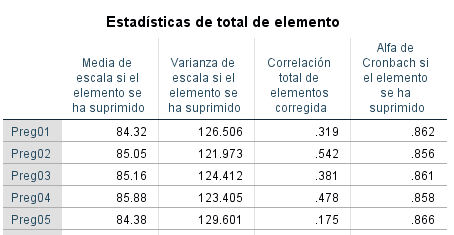 Estadísticas de total de elemento
Media de escala si el elemento se ha suprimido
Varianza de escala si el elemento se ha suprimido
Correlación total de elementos corregida
Alfa de Cronbach si el elemento se ha suprimido
Preg01 84.32 126.506 .319 .862
Preg02 85.05 121.973 .542 .856
Preg03 85.16 124.412 .381 .861
Preg04 85.88 123.405 .478 .858
Preg05 84.38 129.601 .175 .866